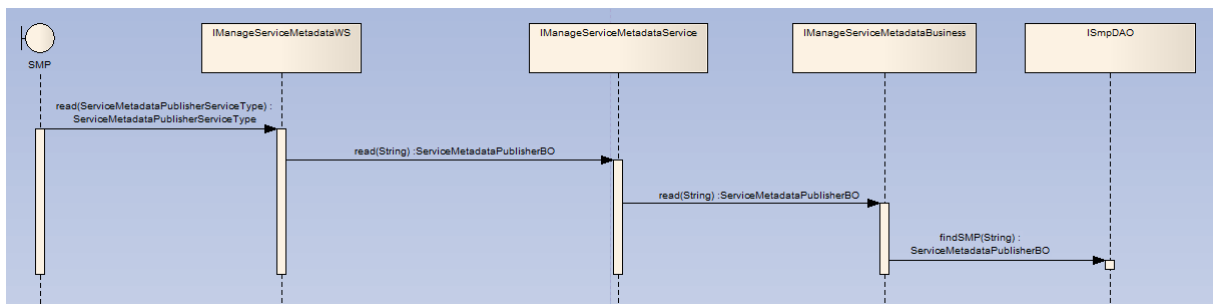 IManageServiceMetadataWS
IManageServiceMetadataService
IManageServiceMetadataBusiness
ISmpDAO
SMP
read(ServiceMetadataPublisherServiceType) :
ServiceMetadataPublisherServiceType
read(String) :ServiceMetadataPublisherBO
read(String) :ServiceMetadataPublisherBO
findSMP(String) :
ServiceMetadataPublisherBO